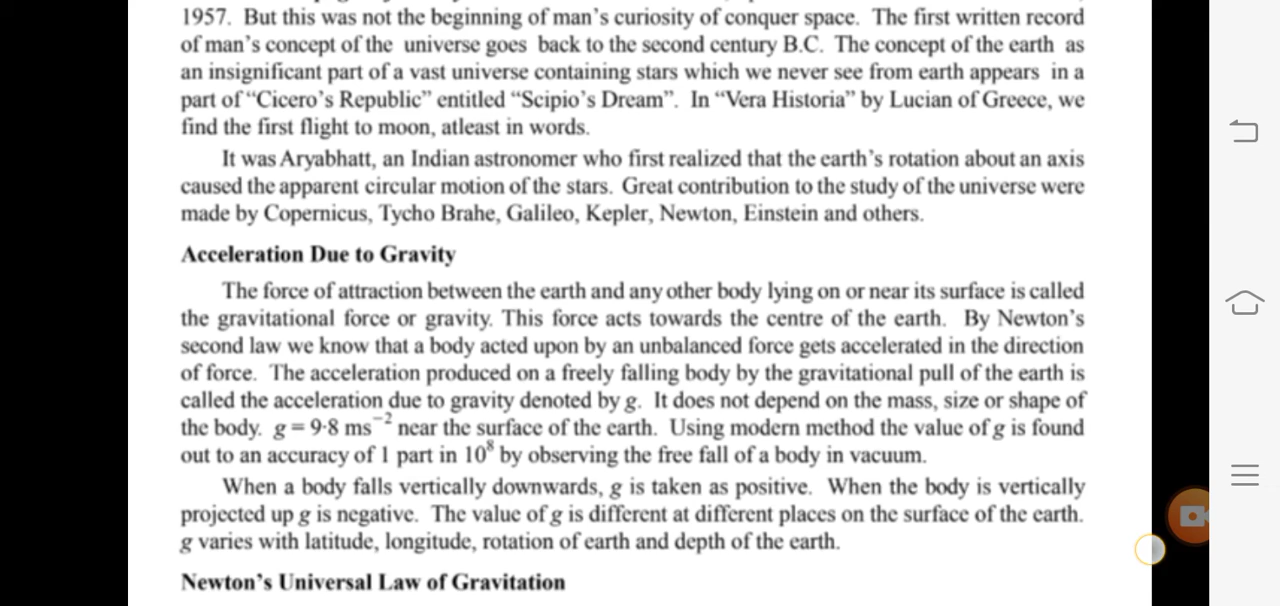 1957. But this was not the beginning of man's curiosity of conquer space. The first written record
of man's concept of the universe goes back to the second century B.C. The concept of the earth as
an insignificant part of a vast universe containing stars which we never see from earth appears in a
part of “Cicero's Republic” entitled “Scipio's Dream”. In “Vera Historia” by Lucian of Greece, we
find the first flight to moon, atleast in words.
It was Aryabhatt, an Indian astronomer who first realized that the earth's rotation about an axis
caused the apparent circular motion of the stars. Great contribution to the study of the universe were
made by Copernicus, Tycho Brahe, Galileo, Kepler, Newton, Einstein and others.
Acceleration Due to Gravity
The force of attraction between the earth and any other body lying on or near its surface is called
the gravitational force or gravity. This force acts towards the centre of the earth. By Newton's
second law we know that a body acted upon by an unbalanced force gets accelerated in the direction
of force. The acceleration produced on a freely falling body by the gravitational pull of the earth is
called the acceleration due to gravity denoted by g. It does not depend on the mass, size or shape of
the body. g = 9·8 ms⁻² near the surface of the earth. Using modern method the value of g is found
out to an accuracy of 1 part in 10⁸ by observing the free fall of a body in vacuum.
When a body falls vertically downwards, g is taken as positive. When the body is vertically
projected up g is negative. The value of g is different at different places on the surface of the earth.
g varies with latitude, longitude, rotation of earth and depth of the earth.
Newton's Universal Law of Gravitation